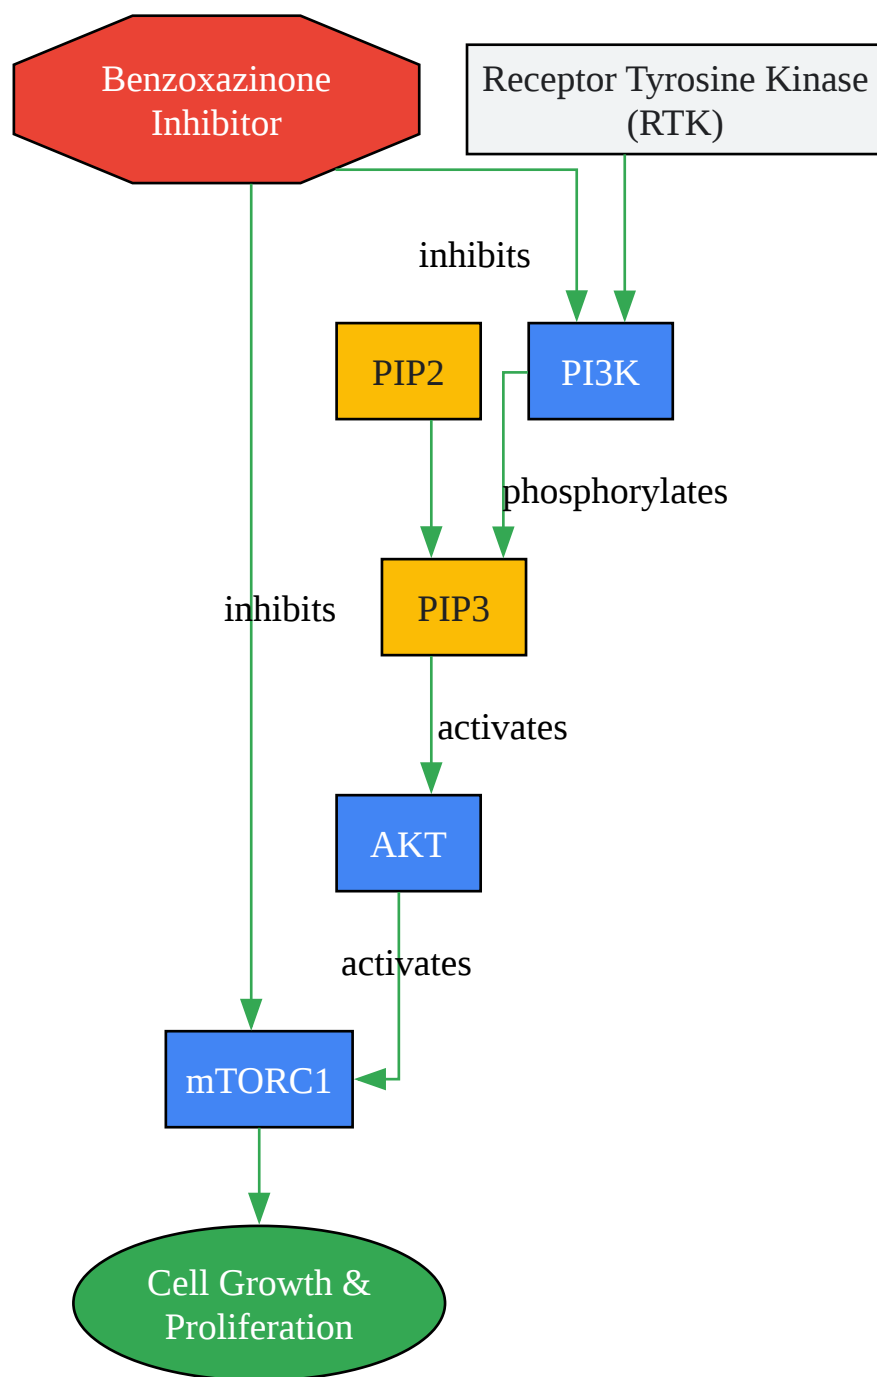 Benzoxazinone
Inhibitor
Receptor Tyrosine Kinase
(RTK)
inhibits
PIP2
PI3K
phosphorylates
inhibits
PIP3
activates
AKT
activates
mTORC1
Cell Growth &
Proliferation